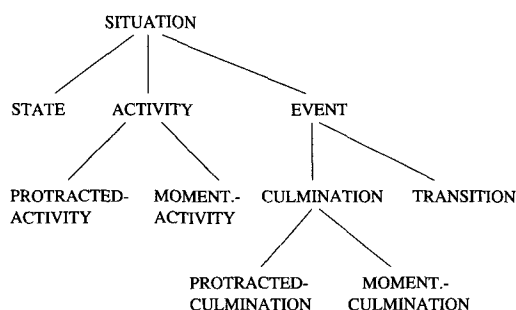 SITUATION
STATE ACTIVITY EVENT
PROTRACTED- MOMENT.- CULMINATION TRANSITION
ACTIVITY ACTIVITY
PROTRACTED- MOMENT.-
CULMINATION CULMINATION